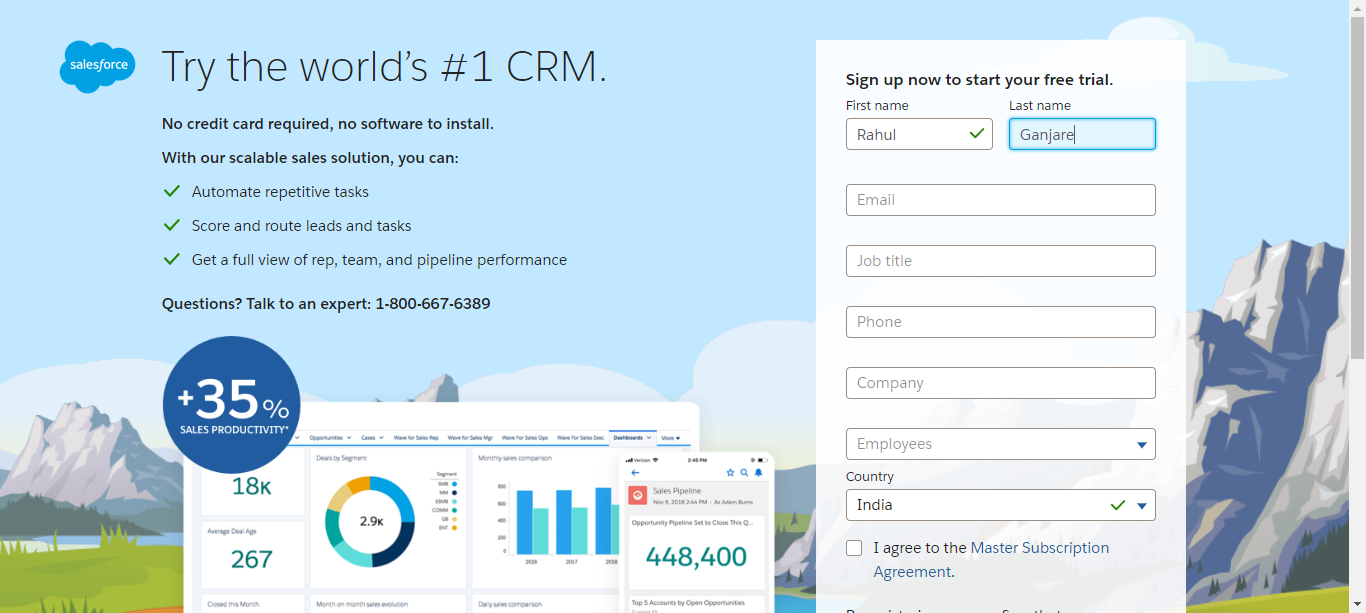 salesforce
Try the world's #1 CRM.
No credit card required, no software to install.
With our scalable sales solution, you can:
Automate repetitive tasks
Score and route leads and tasks
Get a full view of rep, team, and pipeline performance
Questions? Talk to an expert: 1-800-667-6389
+35%
SALES PRODUCTIVITY*
Opportunities Cases Wave for Sales Rep Wave for Sales Mgr Wave For Sales Ops Wave For Sales Exec Dashboards More
18K
Average Deal Age
267
Closed this Month
Deals by Segment
Segment
SMB
MM
ESMB
COMM
GB
ENT
2.9K
Month on month sales evolution
Monthly sales comparison
800
600
400
200
0
2016 2017 2018
Daily sales comparison
Verizon 2:45 PM
Sales Pipeline
Nov 9, 2018 2:44 PM - As Adam Burns
Opportunity Pipeline Set to Close This Q...
448,400
Top 5 Accounts by Open Opportunities
Sign up now to start your free trial.
First name Last name
Rahul Ganjare
Email
Job title
Phone
Company
Employees
Country
India
I agree to the Master Subscription
Agreement.